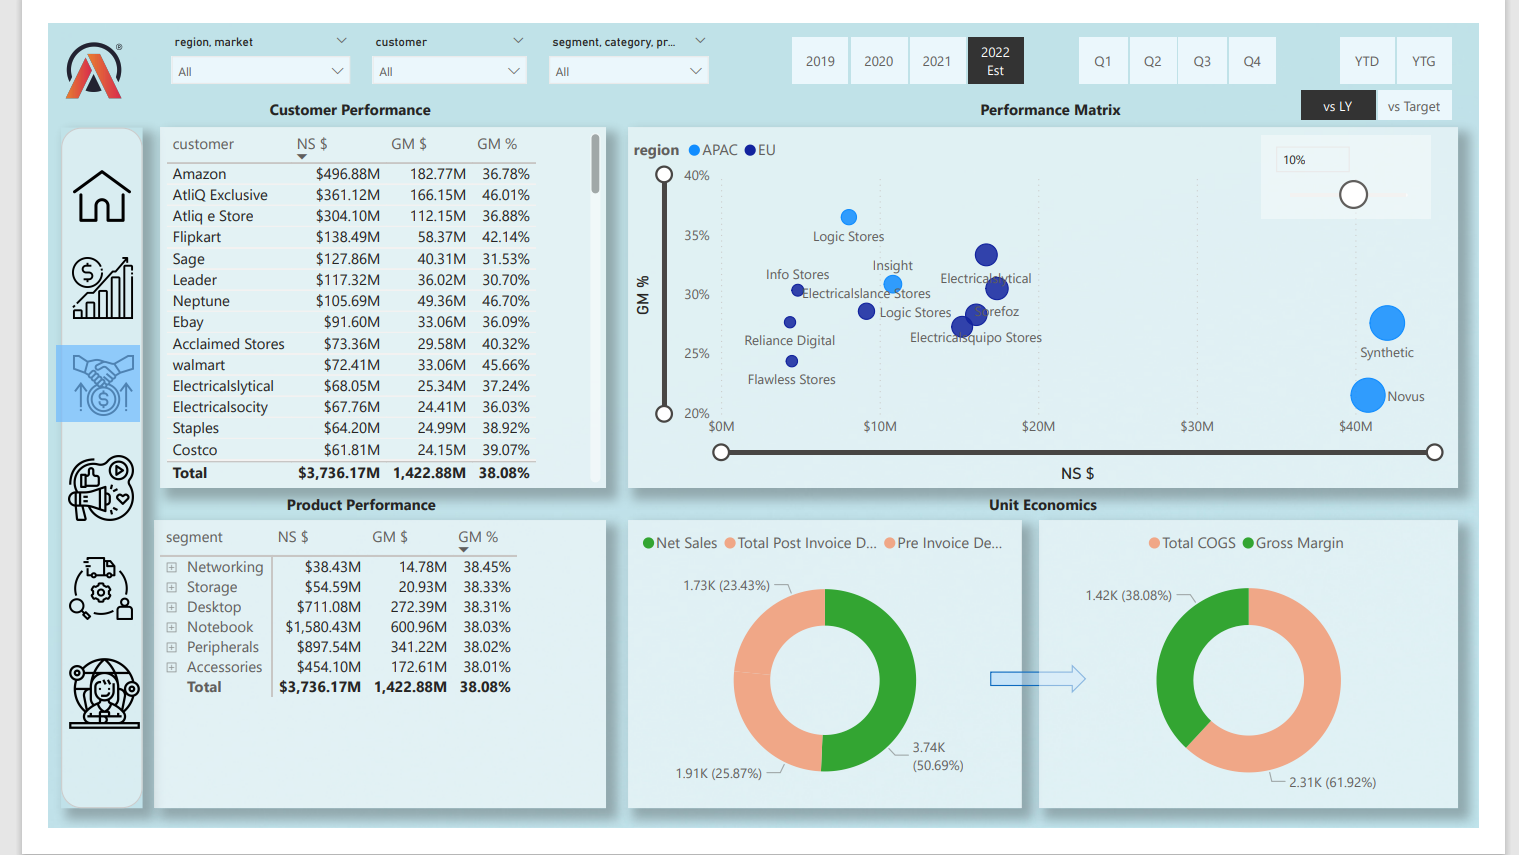 region, market
customer
segment, category, pr...
All
All
All
2019
2020
2021
2022
Est
Q1
Q2
Q3
Q4
YTD
YTG
vs LY
vs Target
®
Customer Performance
customer NS $ GM $ GM %
Amazon $496.88M 182.77M 36.78%
AtliQ Exclusive $361.12M 166.15M 46.01%
Atliq e Store $304.10M 112.15M 36.88%
Flipkart $138.49M 58.37M 42.14%
Sage $127.86M 40.31M 31.53%
Leader $117.32M 36.02M 30.70%
Neptune $105.69M 49.36M 46.70%
Ebay $91.60M 33.06M 36.09%
Acclaimed Stores $73.36M 29.58M 40.32%
walmart $72.41M 33.06M 45.66%
Electricalslytical $68.05M 25.34M 37.24%
Electricalsocity $67.76M 24.41M 36.03%
Staples $64.20M 24.99M 38.92%
Costco $61.81M 24.15M 39.07%
Total $3,736.17M 1,422.88M 38.08%
Performance Matrix
region APAC EU
10%
GM %
40%
35%
30%
25%
20%
Logic Stores
Insight
Info Stores
Electricalslytical
Electricalslance Stores
Logic Stores
Sorefoz
Reliance Digital
Electricalsquipo Stores
Flawless Stores
Synthetic
Novus
$0M
$10M
$20M
$30M
$40M
NS $
Product Performance
segment NS $ GM $ GM %
Networking $38.43M 14.78M 38.45%
Storage $54.59M 20.93M 38.33%
Desktop $711.08M 272.39M 38.31%
Notebook $1,580.43M 600.96M 38.03%
Peripherals $897.54M 341.22M 38.02%
Accessories $454.10M 172.61M 38.01%
Total $3,736.17M 1,422.88M 38.08%
Unit Economics
Net Sales Total Post Invoice D... Pre Invoice De...
1.73K (23.43%)
3.74K
(50.69%)
1.91K (25.87%)
Total COGS Gross Margin
1.42K (38.08%)
2.31K (61.92%)